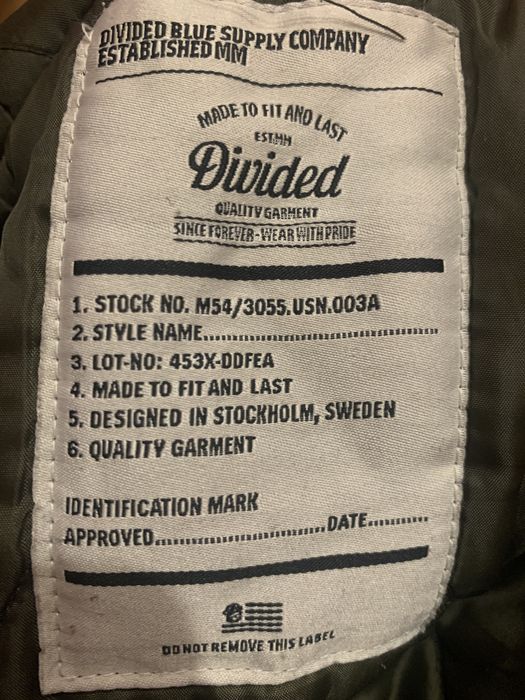 DIVIDED BLUE SUPPLY COMPANY
ESTABLISHED MM
MADE TO FIT AND LAST
EST.MM
Divided
QUALITY GARMENT
SINCE FOREVER-WEAR WITH PRIDE
1. STOCK NO. M54/3055.USN.003A
2. STYLE NAME........................................
3. LOT-NO: 453X-DDFEA
4. MADE TO FIT AND LAST
5. DESIGNED IN STOCKHOLM, SWEDEN
6. QUALITY GARMENT
IDENTIFICATION MARK
APPROVED............................DATE..........
DO NOT REMOVE THIS LABEL